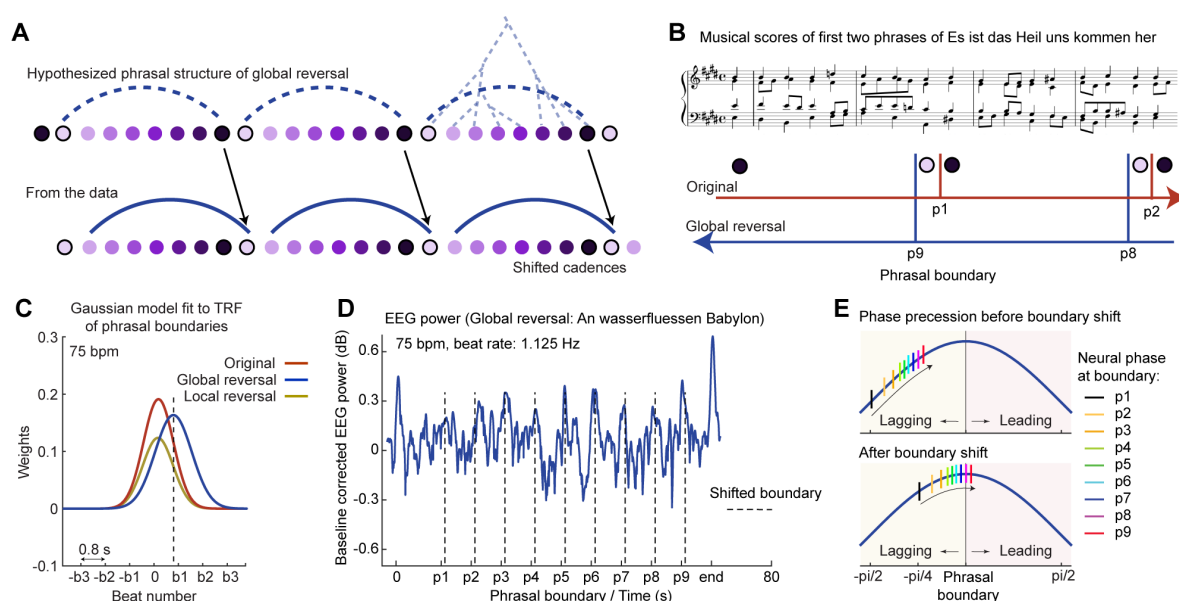 A
Hypothesized phrasal structure of global reversal
From the data
Shifted cadences
B
Musical scores of first two phrases of Es ist das Heil uns kommen her
Original
p1
p2
Global reversal
p9
p8
Phrasal boundary
C
Gaussian model fit to TRF
of phrasal boundaries
0.3
75 bpm
Original
Global reversal
Local reversal
0.2
0.1
0
-0.1
Weights
0.8 s
-b3 -b2 -b1 0 b1 b2 b3
Beat number
D
EEG power (Global reversal: An wasserfluessen Babylon)
75 bpm, beat rate: 1.125 Hz
0.6
0.3
0
-0.3
-0.6
Baseline corrected EEG power (dB)
Shifted boundary
0 p1 p2 p3 p4 p5 p6 p7 p8 p9 end 80
Phrasal boundary / Time (s)
E
Phase precession before boundary shift
Lagging Leading
After boundary shift
Lagging Leading
-pi/2 -pi/4 Phrasal pi/2
boundary
Neural phase
at boundary:
p1
p2
p3
p4
p5
p6
p7
p8
p9